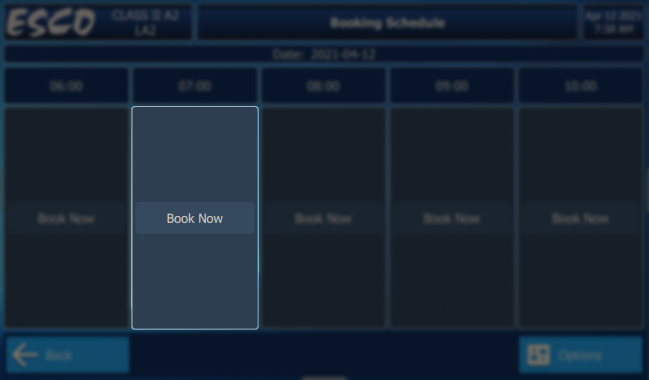 ESCO
CLASS II A2
LA2
Booking Schedule
Apr 12 2021
7:58 AM
Date: 2021-04-12
06:00
07:00
08:00
09:00
10:00
Book Now
Book Now
Book Now
Book Now
Book Now
Back
Options